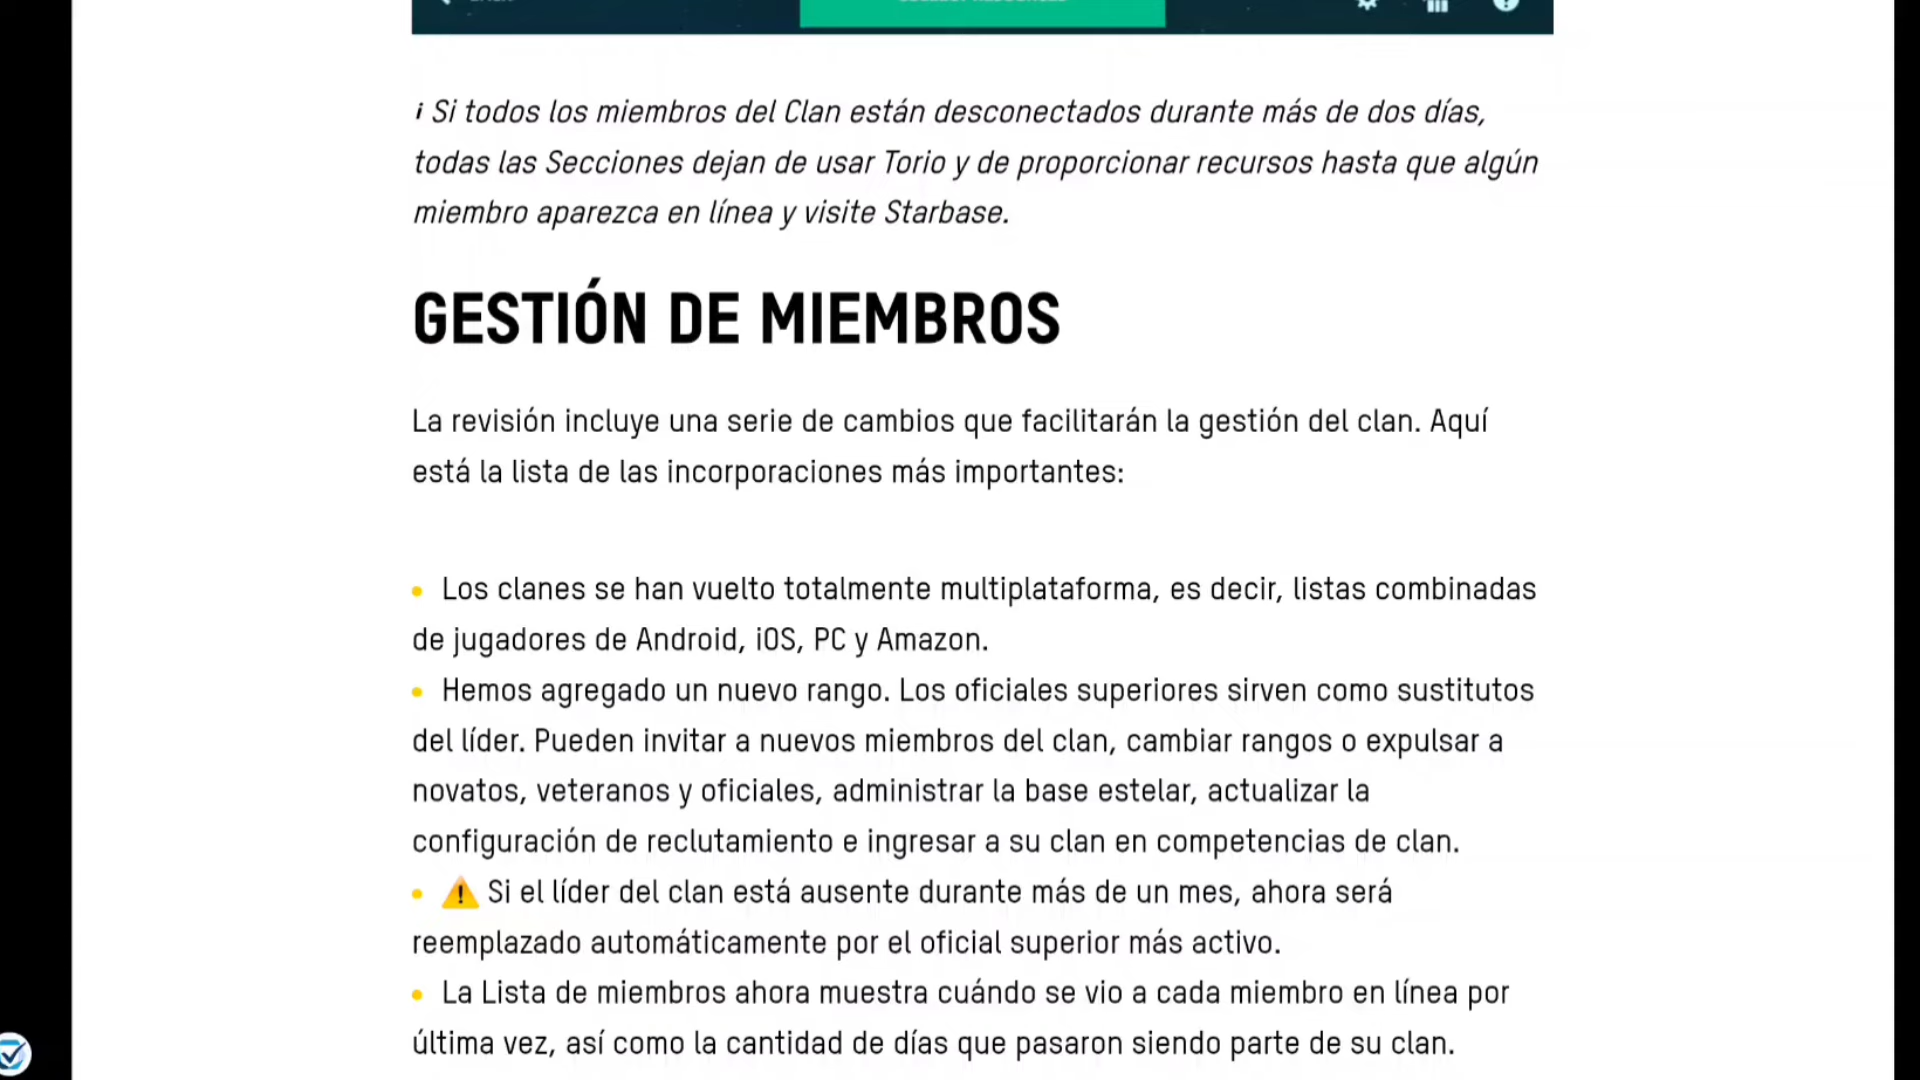 ¡ Si todos los miembros del Clan están desconectados durante más de dos días,
todas las Secciones dejan de usar Torio y de proporcionar recursos hasta que algún
miembro aparezca en línea y visite Starbase.
GESTIÓN DE MIEMBROS
La revisión incluye una serie de cambios que facilitarán la gestión del clan. Aquí
está la lista de las incorporaciones más importantes:
• Los clanes se han vuelto totalmente multiplataforma, es decir, listas combinadas
de jugadores de Android, iOS, PC y Amazon.
• Hemos agregado un nuevo rango. Los oficiales superiores sirven como sustitutos
del líder. Pueden invitar a nuevos miembros del clan, cambiar rangos o expulsar a
novatos, veteranos y oficiales, administrar la base estelar, actualizar la
configuración de reclutamiento e ingresar a su clan en competencias de clan.
• ⚠️ Si el líder del clan está ausente durante más de un mes, ahora será
reemplazado automáticamente por el oficial superior más activo.
• La Lista de miembros ahora muestra cuándo se vio a cada miembro en línea por
última vez, así como la cantidad de días que pasaron siendo parte de su clan.